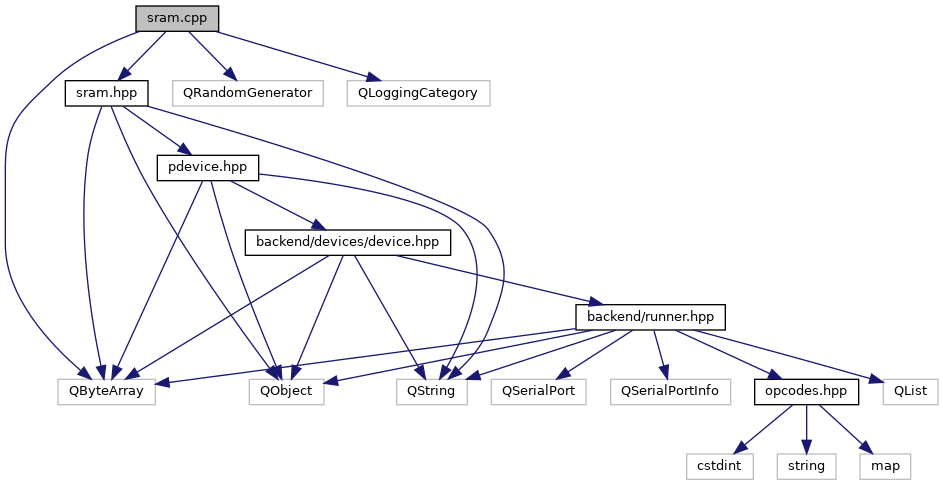 sram.cpp
sram.hpp
QRandomGenerator
QLoggingCategory
pdevice.hpp
backend/devices/device.hpp
backend/runner.hpp
QByteArray
QObject
QString
QSerialPort
QSerialPortInfo
opcodes.hpp
QList
cstdint
string
map